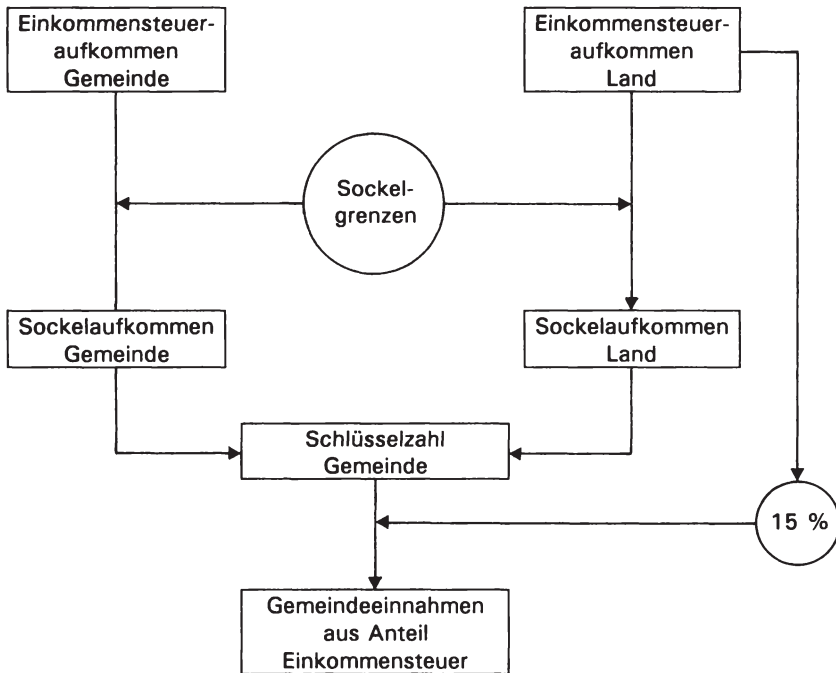 Einkommensteuer-
aufkommen
Gemeinde
Einkommensteuer-
aufkommen
Land
Sockel-
grenzen
Sockelaufkommen
Gemeinde
Sockelaufkommen
Land
Schlüsselzahl
Gemeinde
15 %
Gemeindeeinnahmen
aus Anteil
Einkommensteuer